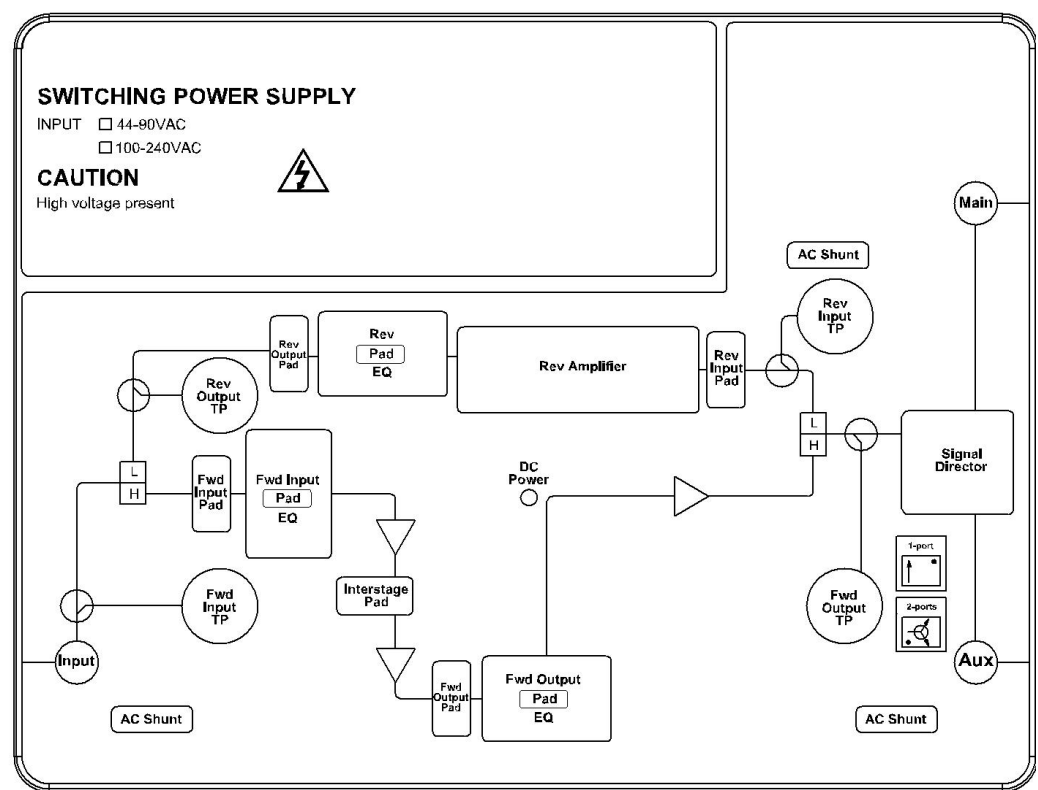 SWITCHING POWER SUPPLY
INPUT 44-90VAC
100-240VAC
CAUTION
High voltage present
Main
AC Shunt
Rev
Input
TP
Rev
Output
Pad
Rev
Pad
EQ
Rev Amplifier
Rev
Input
Pad
Rev
Output
TP
L
H
Signal
Director
L
H
Fwd
Input
Pad
Fwd Input
Pad
EQ
DC
Power
1-port
Interstage
Pad
Fwd
Input
TP
Fwd
Output
TP
2-ports
Input
Aux
Fwd
Output
Pad
Fwd Output
Pad
EQ
AC Shunt
AC Shunt